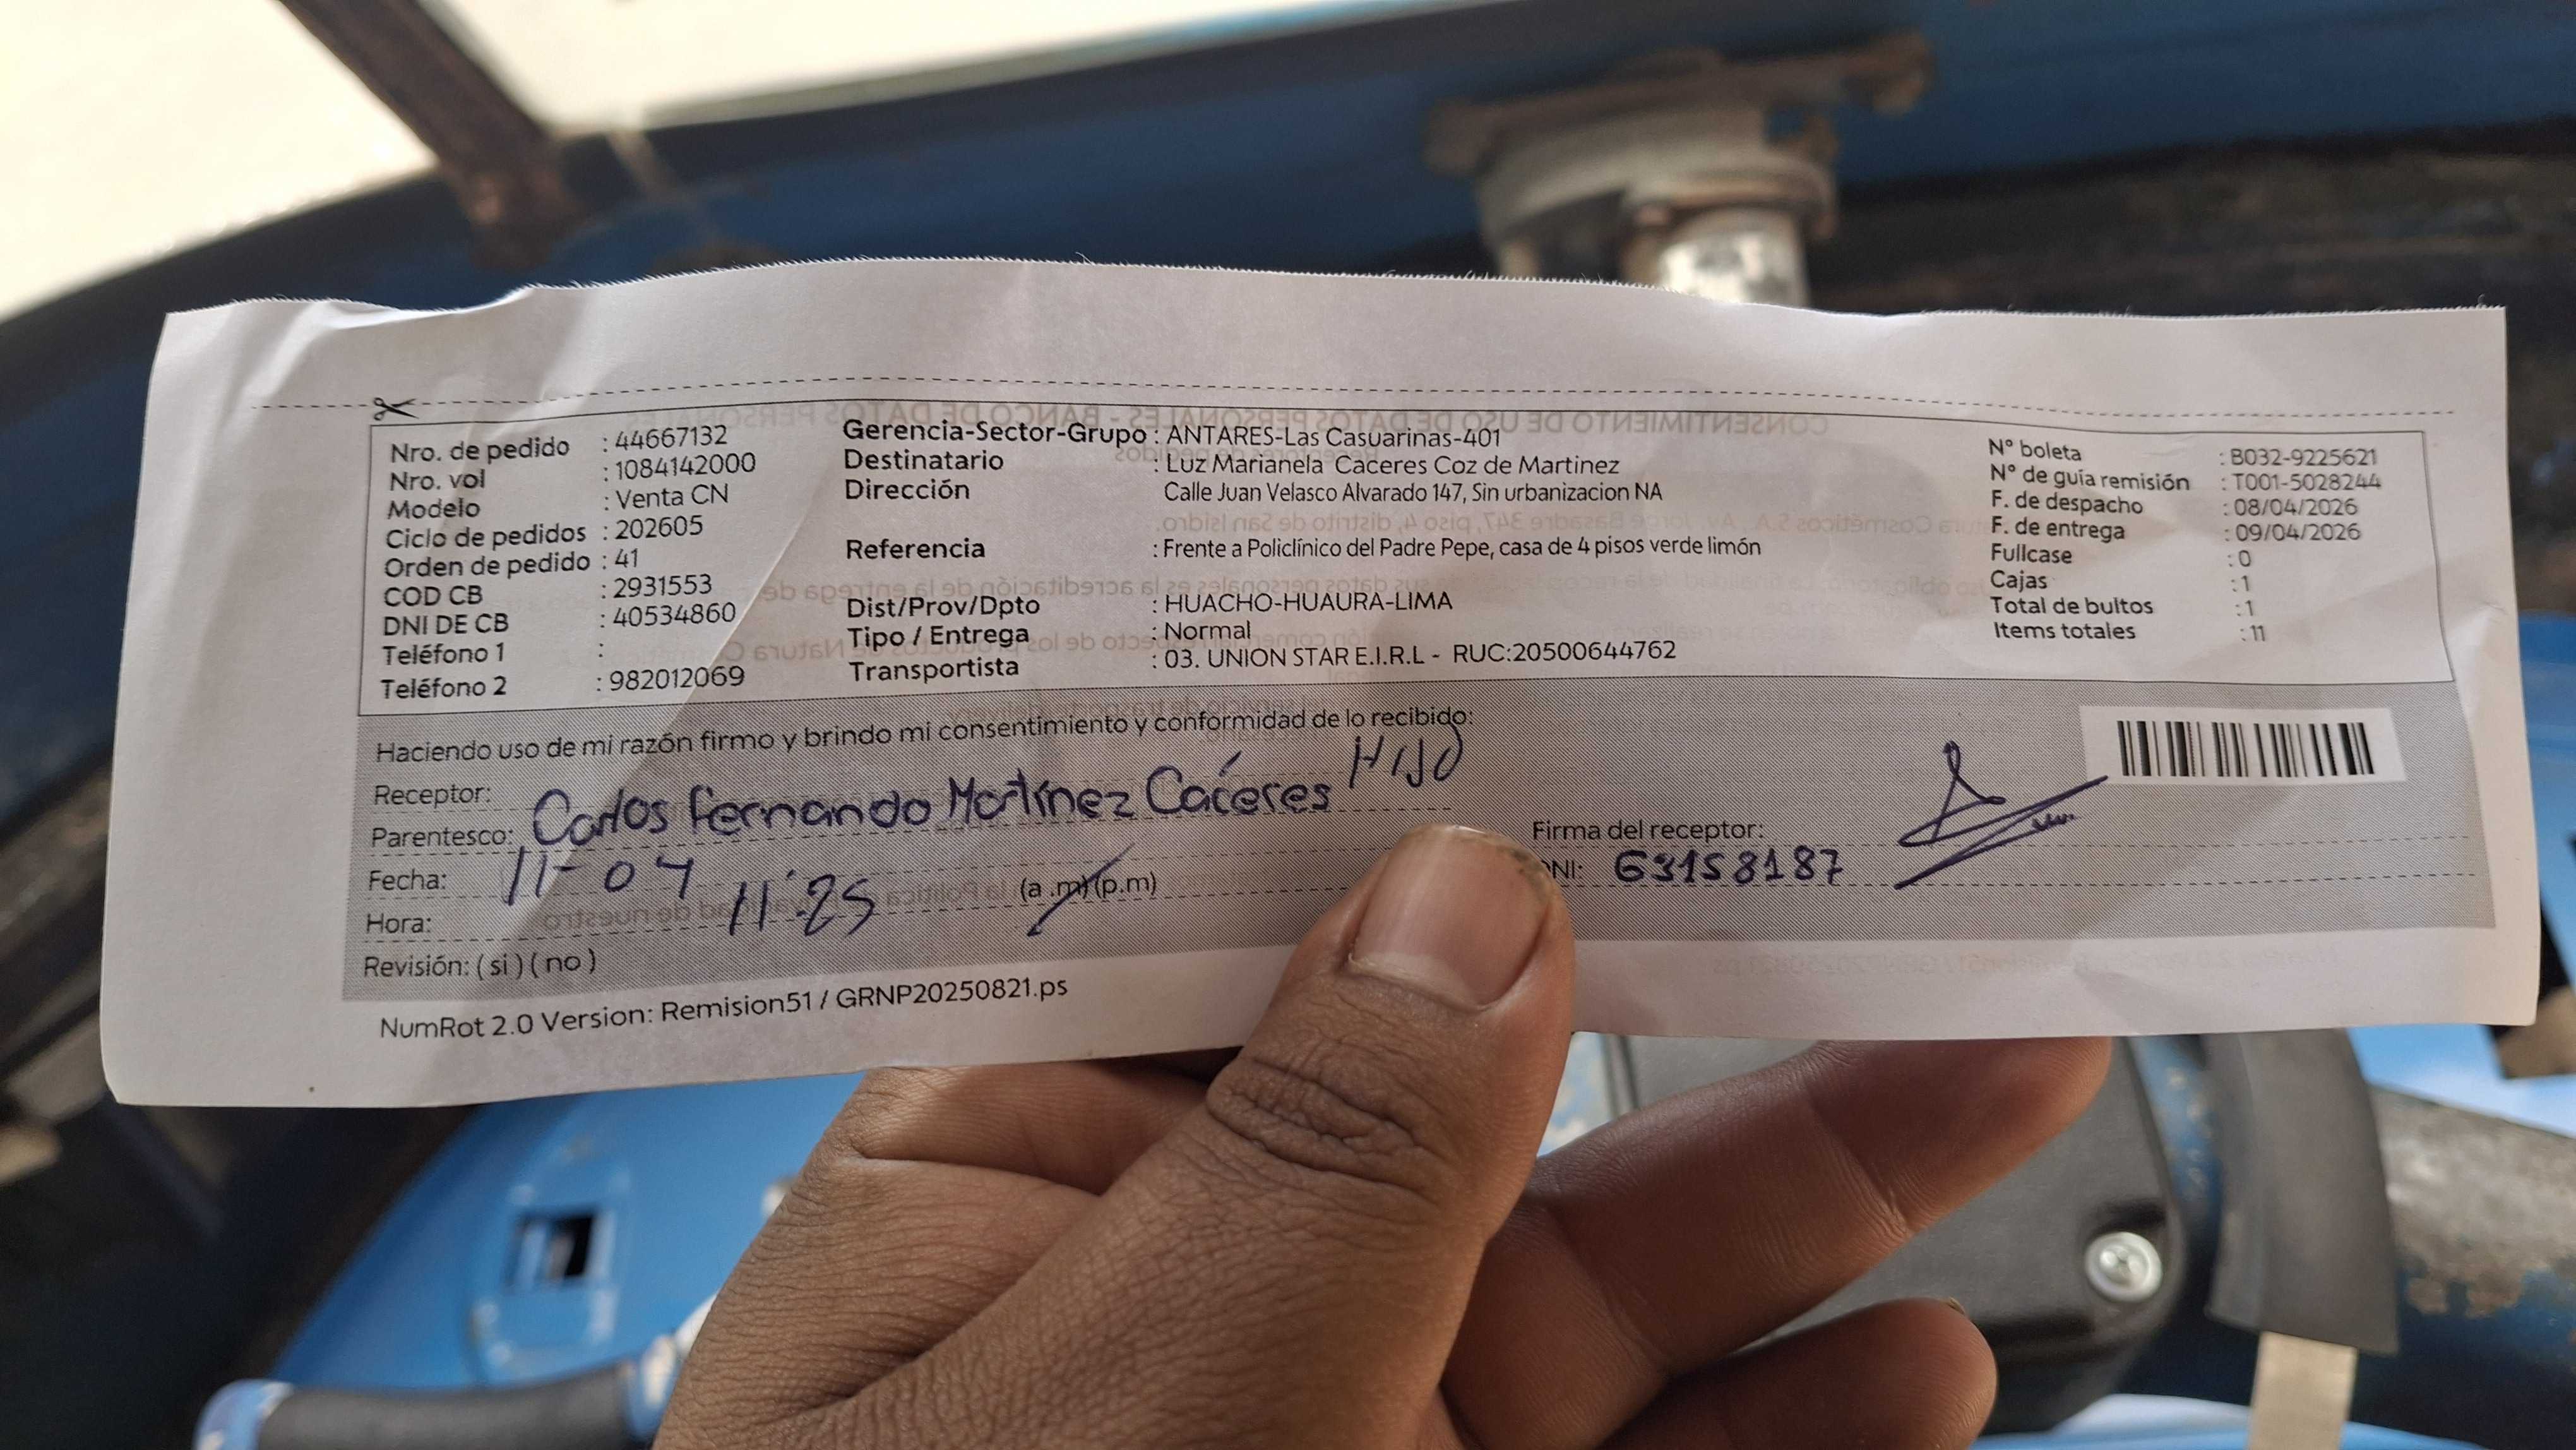 Nro. de pedido : 44667132
Nro. vol : 1084142000
Modelo : Venta CN
Ciclo de pedidos : 202605
Orden de pedido : 41
COD CB : 2931553
DNI DE CB : 40534860
Teléfono 1 :
Teléfono 2 : 982012069
Gerencia-Sector-Grupo : ANTARES-Las Casuarinas-401
Destinatario : Luz Marianela Caceres Coz de Martinez
Dirección Calle Juan Velasco Alvarado 147, Sin urbanizacion NA
Referencia : Frente a Policlínico del Padre Pepe, casa de 4 pisos verde limón
Dist/Prov/Dpto : HUACHO-HUAURA-LIMA
Tipo / Entrega : Normal
Transportista : 03. UNION STAR E.I.R.L - RUC:20500644762
N° boleta : B032-9225621
N° de guía remisión : T001-5028244
F. de despacho : 08/04/2026
F. de entrega : 09/04/2026
Fullcase : 0
Cajas : 1
Total de bultos : 1
Items totales : 11
Haciendo uso de mi razón firmo y brindo mi consentimiento y conformidad de lo recibido:
Receptor: Carlos Fernando Martínez Cáceres HIJO
Parentesco:
Fecha: 11-04
Hora: 11:25 (a .m)(p.m)
Revisión: ( si ) ( no )
Firma del receptor:
NI: 63158187
NumRot 2.0 Version: Remision51 / GRNP20250821.ps